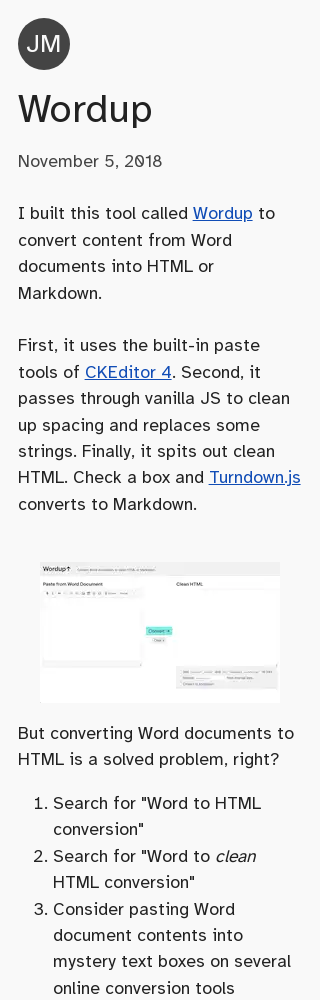 JM
Wordup
November 5, 2018
I built this tool called Wordup to
convert content from Word
documents into HTML or
Markdown.
First, it uses the built-in paste
tools of CKEditor 4. Second, it
passes through vanilla JS to clean
up spacing and replaces some
strings. Finally, it spits out clean
HTML. Check a box and Turndown.js
converts to Markdown.
Wordup↑
Paste from Word Document
Clean HTML
Convert →
But converting Word documents to
HTML is a solved problem, right?
1. Search for "Word to HTML
conversion"
2. Search for "Word to clean
HTML conversion"
3. Consider pasting Word
document contents into
mystery text boxes on several
online conversion tools